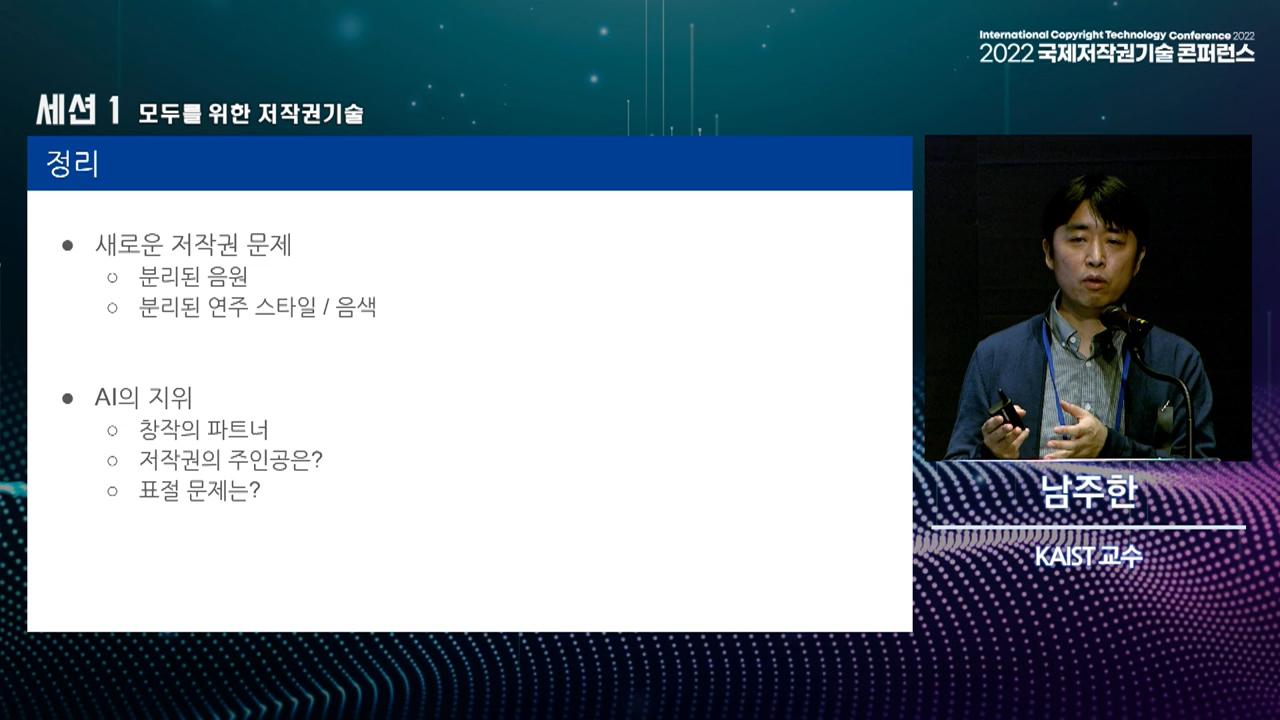 International Copyright Technology Conference 2022
2022 국제저작권기술 콘퍼런스
세션 1 모두를 위한 저작권기술
정리
● 새로운 저작권 문제
○ 분리된 음원
○ 분리된 연주 스타일 / 음색
● AI의 지위
○ 창작의 파트너
○ 저작권의 주인공은?
○ 표절 문제는?
남주한
KAIST 교수